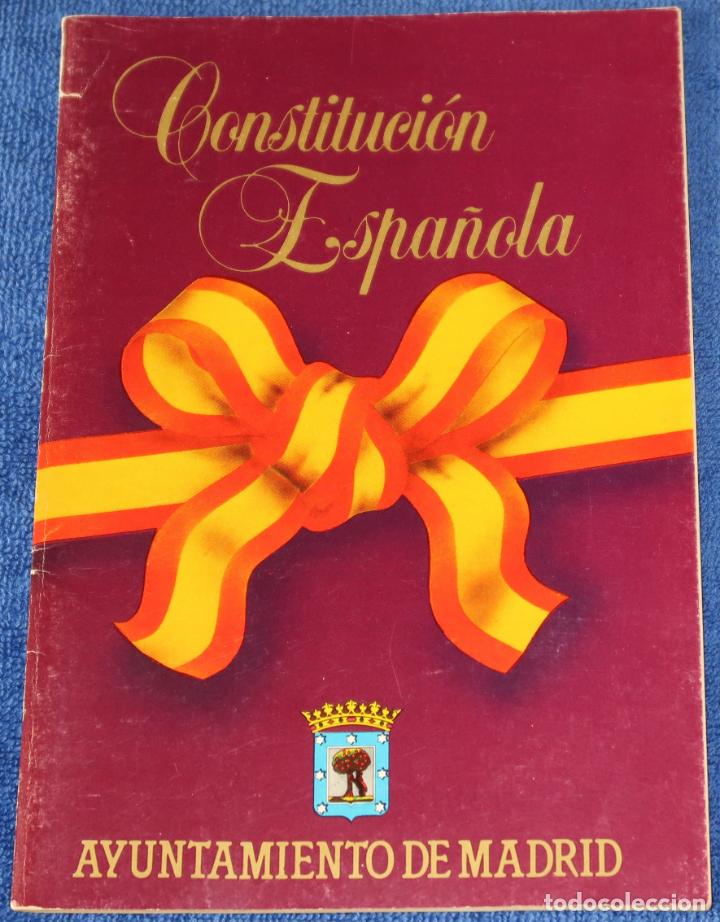 Constitución
Española
AYUNTAMIENTO DE MADRID
todocoleccion